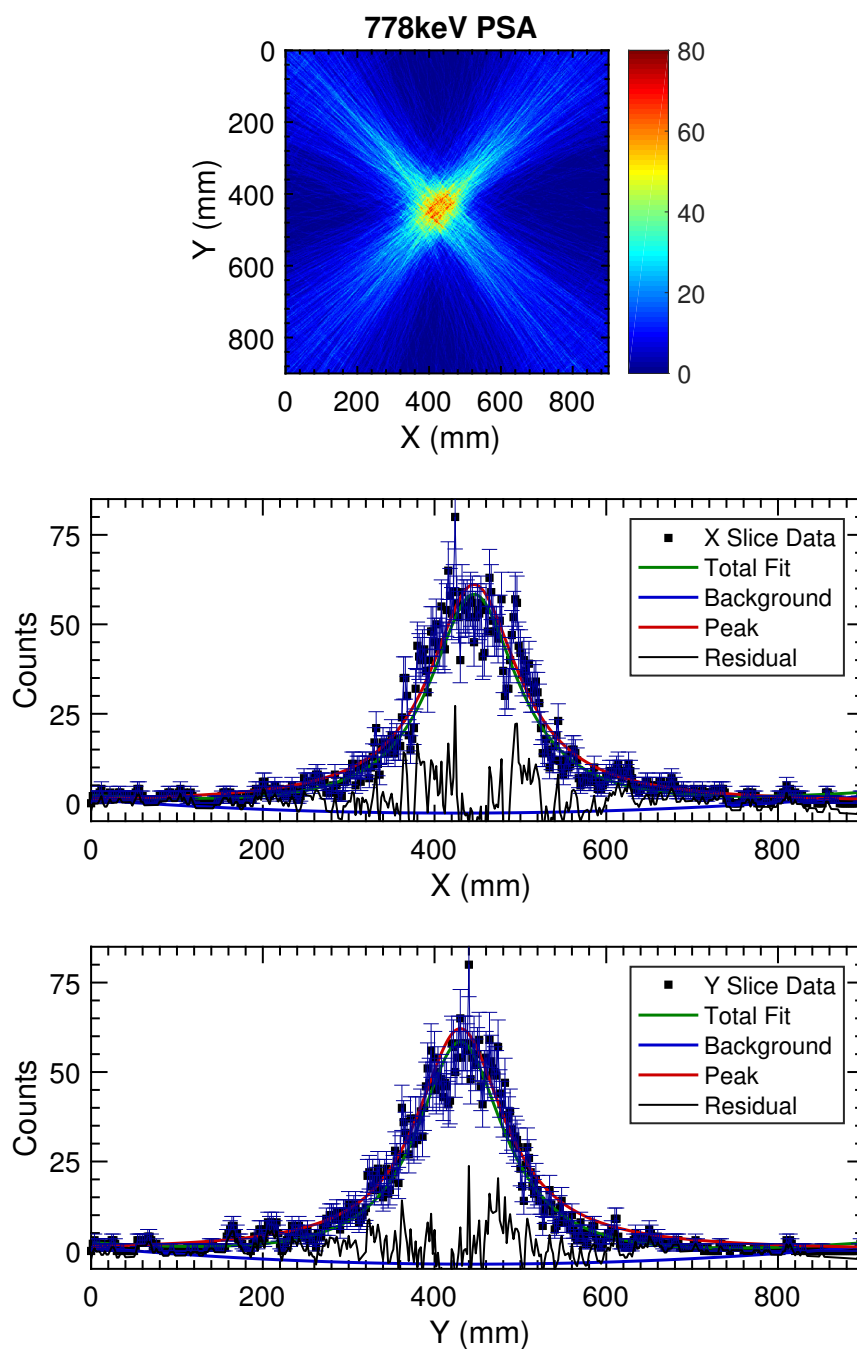 778keV PSA
0
200
400
600
800
Y (mm)
0 200 400 600 800
X (mm)
80
60
40
20
0
75
50
25
0
Counts
X Slice Data
Total Fit
Background
Peak
Residual
0 200 400 600 800
X (mm)
75
50
25
0
Counts
Y Slice Data
Total Fit
Background
Peak
Residual
0 200 400 600 800
Y (mm)